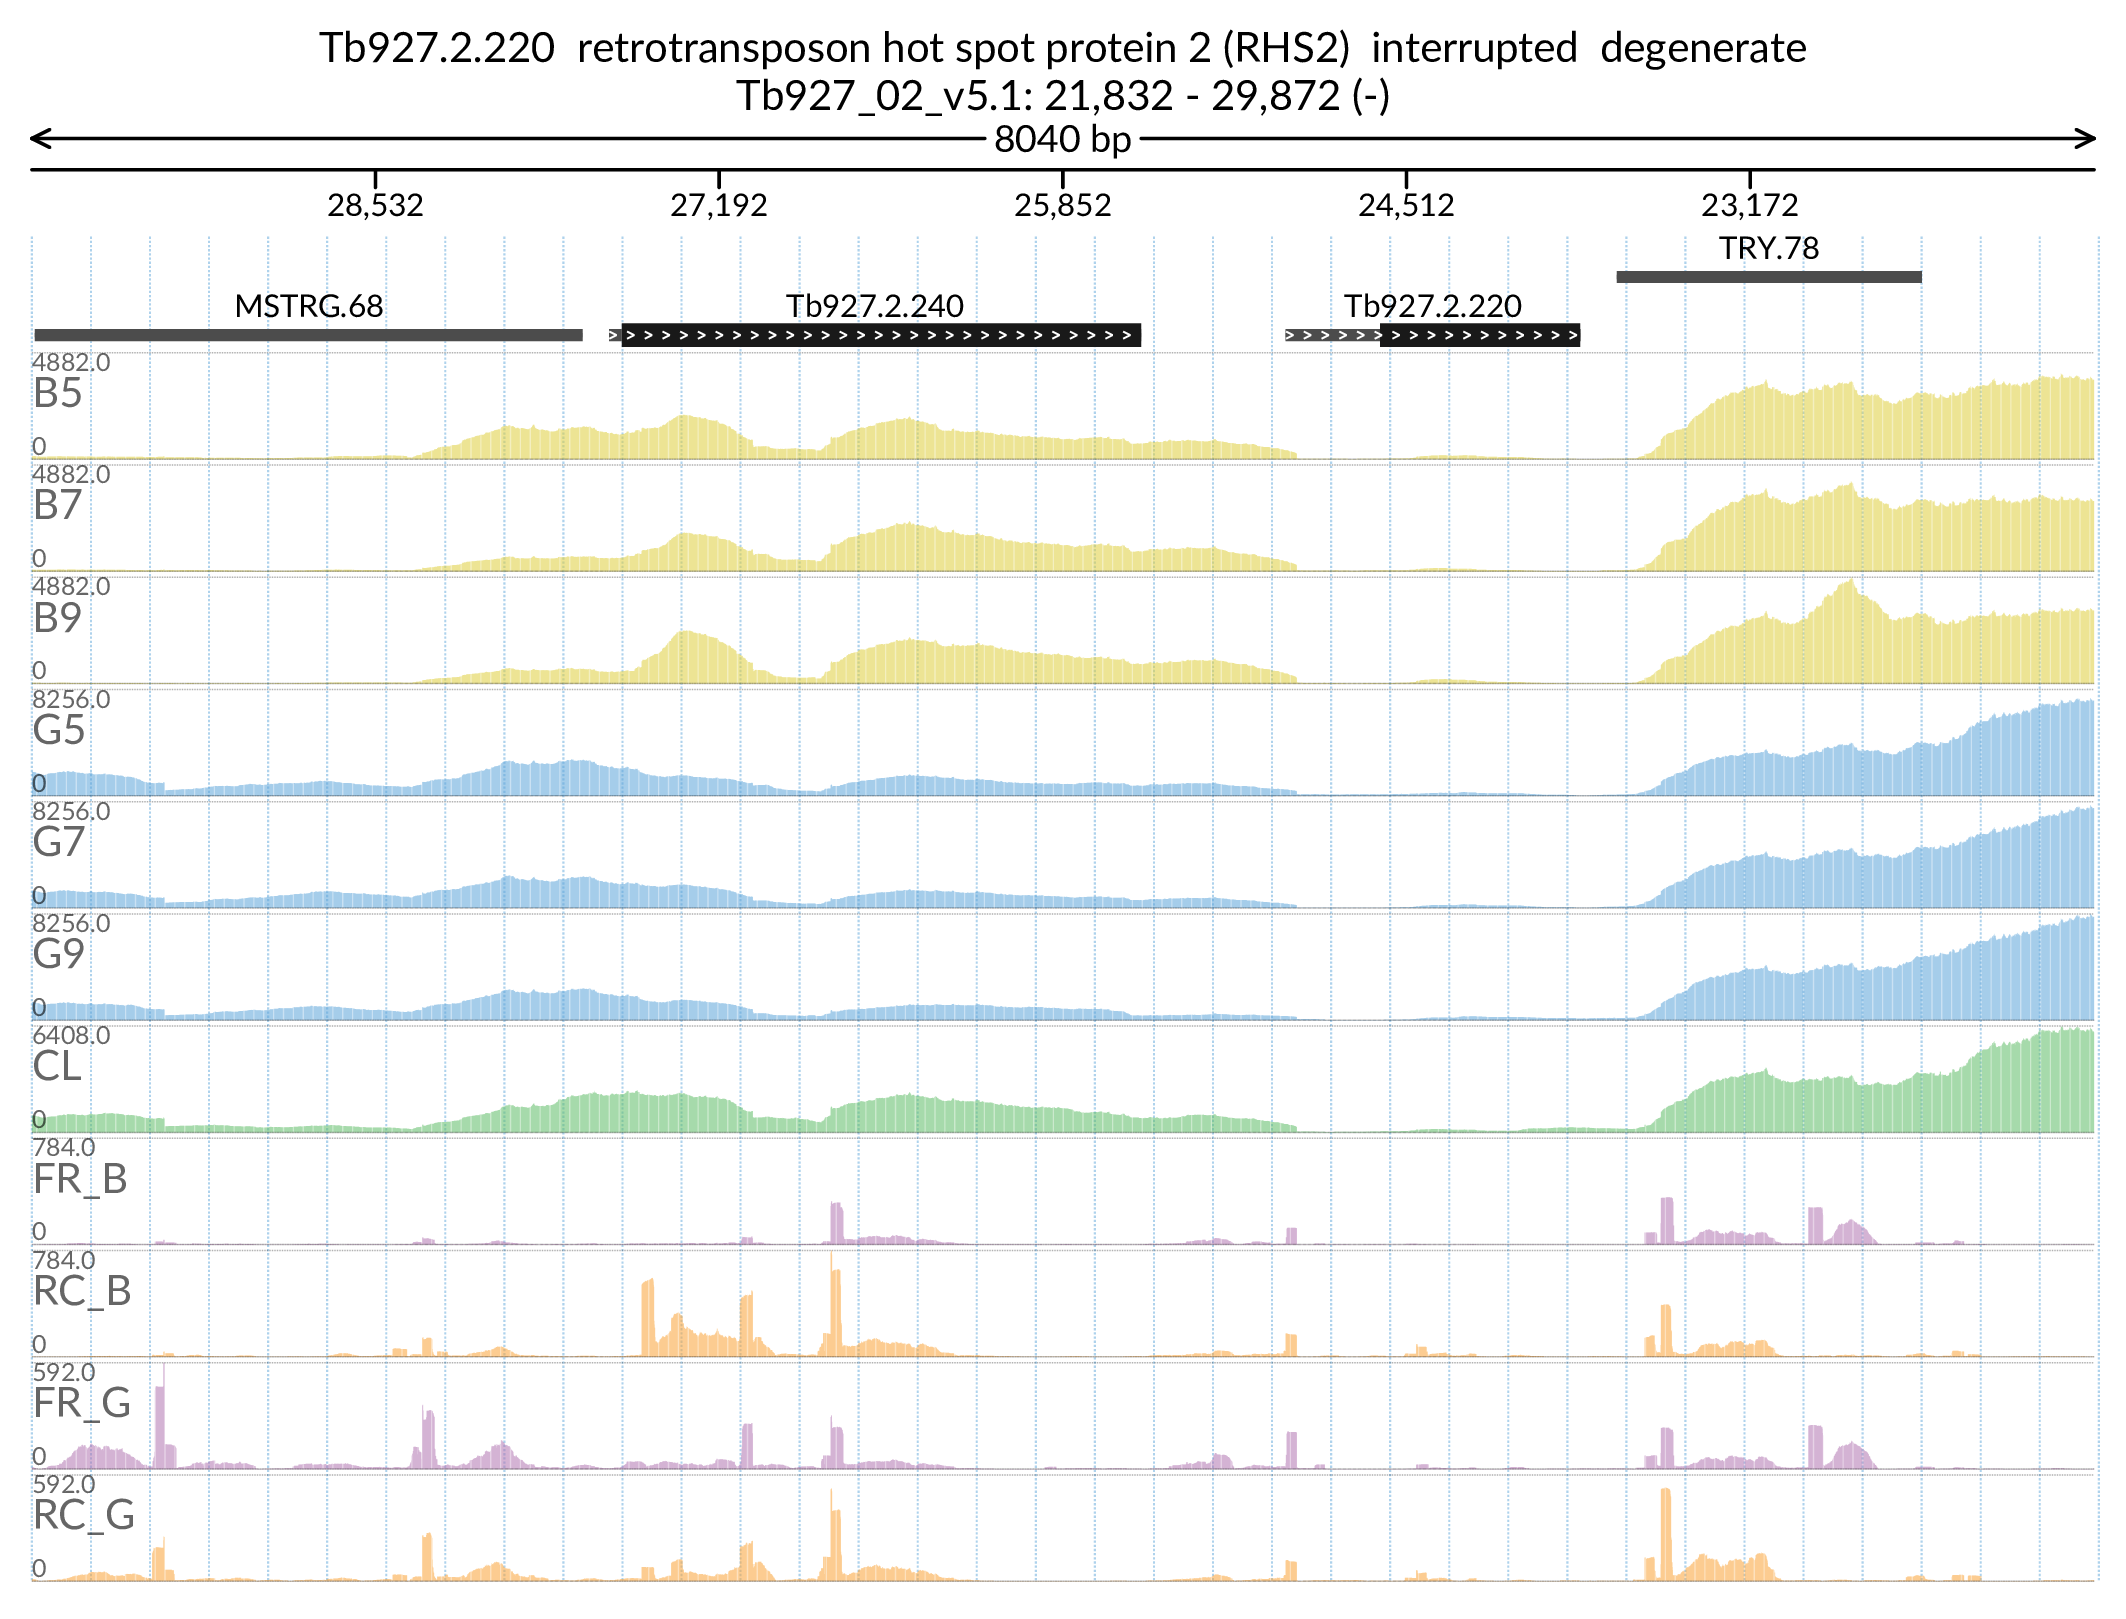 Tb927.2.220 retrotransposon hot spot protein 2 (RHS2) interrupted degenerate
Tb927_02_v5.1: 21,832 - 29,872 (-)
8040 bp
28,532 27,192 25,852 24,512 23,172
TRY.78
MSTRG.68 Tb927.2.240 Tb927.2.220
4882.0
B5
0
4882.0
B7
0
4882.0
B9
0
8256.0
G5
0
8256.0
G7
0
8256.0
G9
0
6408.0
CL
0
784.0
FR_B
0
784.0
RC_B
0
592.0
FR_G
0
592.0
RC_G
0